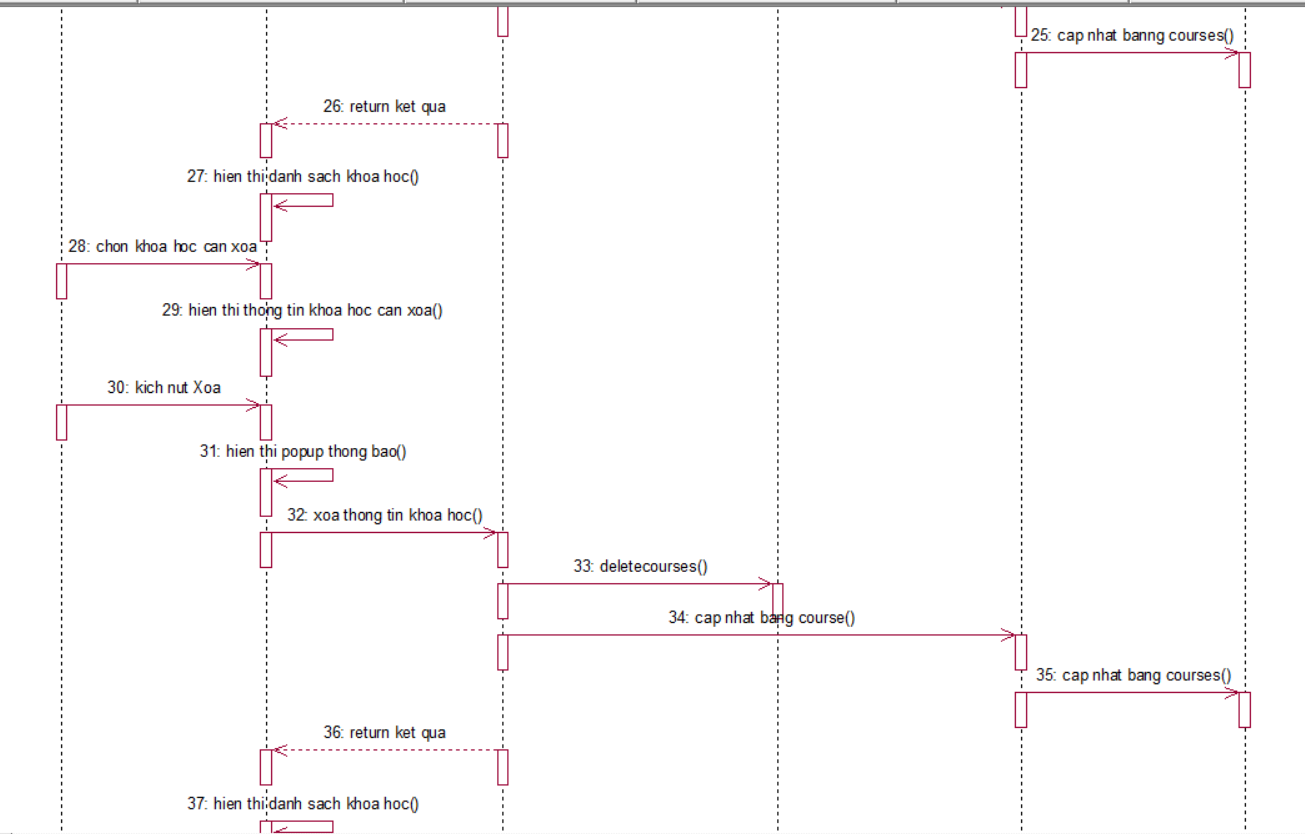 25: cap nhat banng courses()
26: return ket qua
27: hien thi danh sach khoa hoc()
28: chon khoa hoc can xoa
29: hien thi thong tin khoa hoc can xoa()
30: kich nut Xoa
31: hien thi popup thong bao()
32: xoa thong tin khoa hoc()
33: deletecourses()
34: cap nhat bang course()
35: cap nhat bang courses()
36: return ket qua
37: hien thi danh sach khoa hoc()